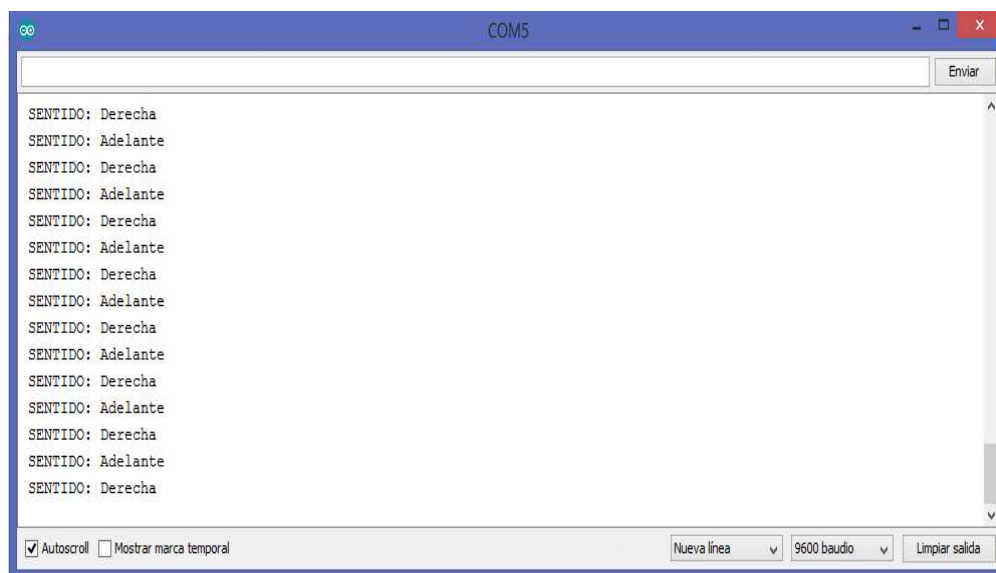 COM5
Enviar
SENTIDO: Derecha
SENTIDO: Adelante
SENTIDO: Derecha
SENTIDO: Adelante
SENTIDO: Derecha
SENTIDO: Adelante
SENTIDO: Derecha
SENTIDO: Adelante
SENTIDO: Derecha
SENTIDO: Adelante
SENTIDO: Derecha
SENTIDO: Adelante
SENTIDO: Derecha
SENTIDO: Adelante
SENTIDO: Derecha
Autoscroll Mostrar marca temporal Nueva línea 9600 baudio Limpiar salida